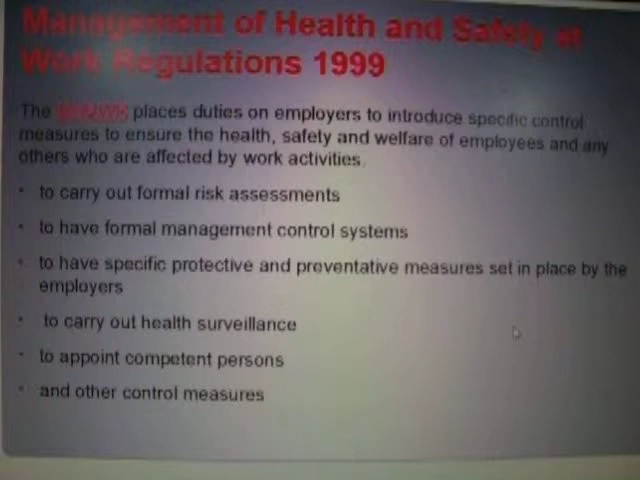 Management of Health and Safety at
Work Regulations 1999
The places duties on employers to introduce specific control
measures to ensure the health, safety and welfare of employees and any
others who are affected by work activities
• to carry out formal risk assessments
• to have formal management control systems
• to have specific protective and preventative measures set in place by the
employers
• to carry out health surveillance
• to appoint competent persons
• and other control measures